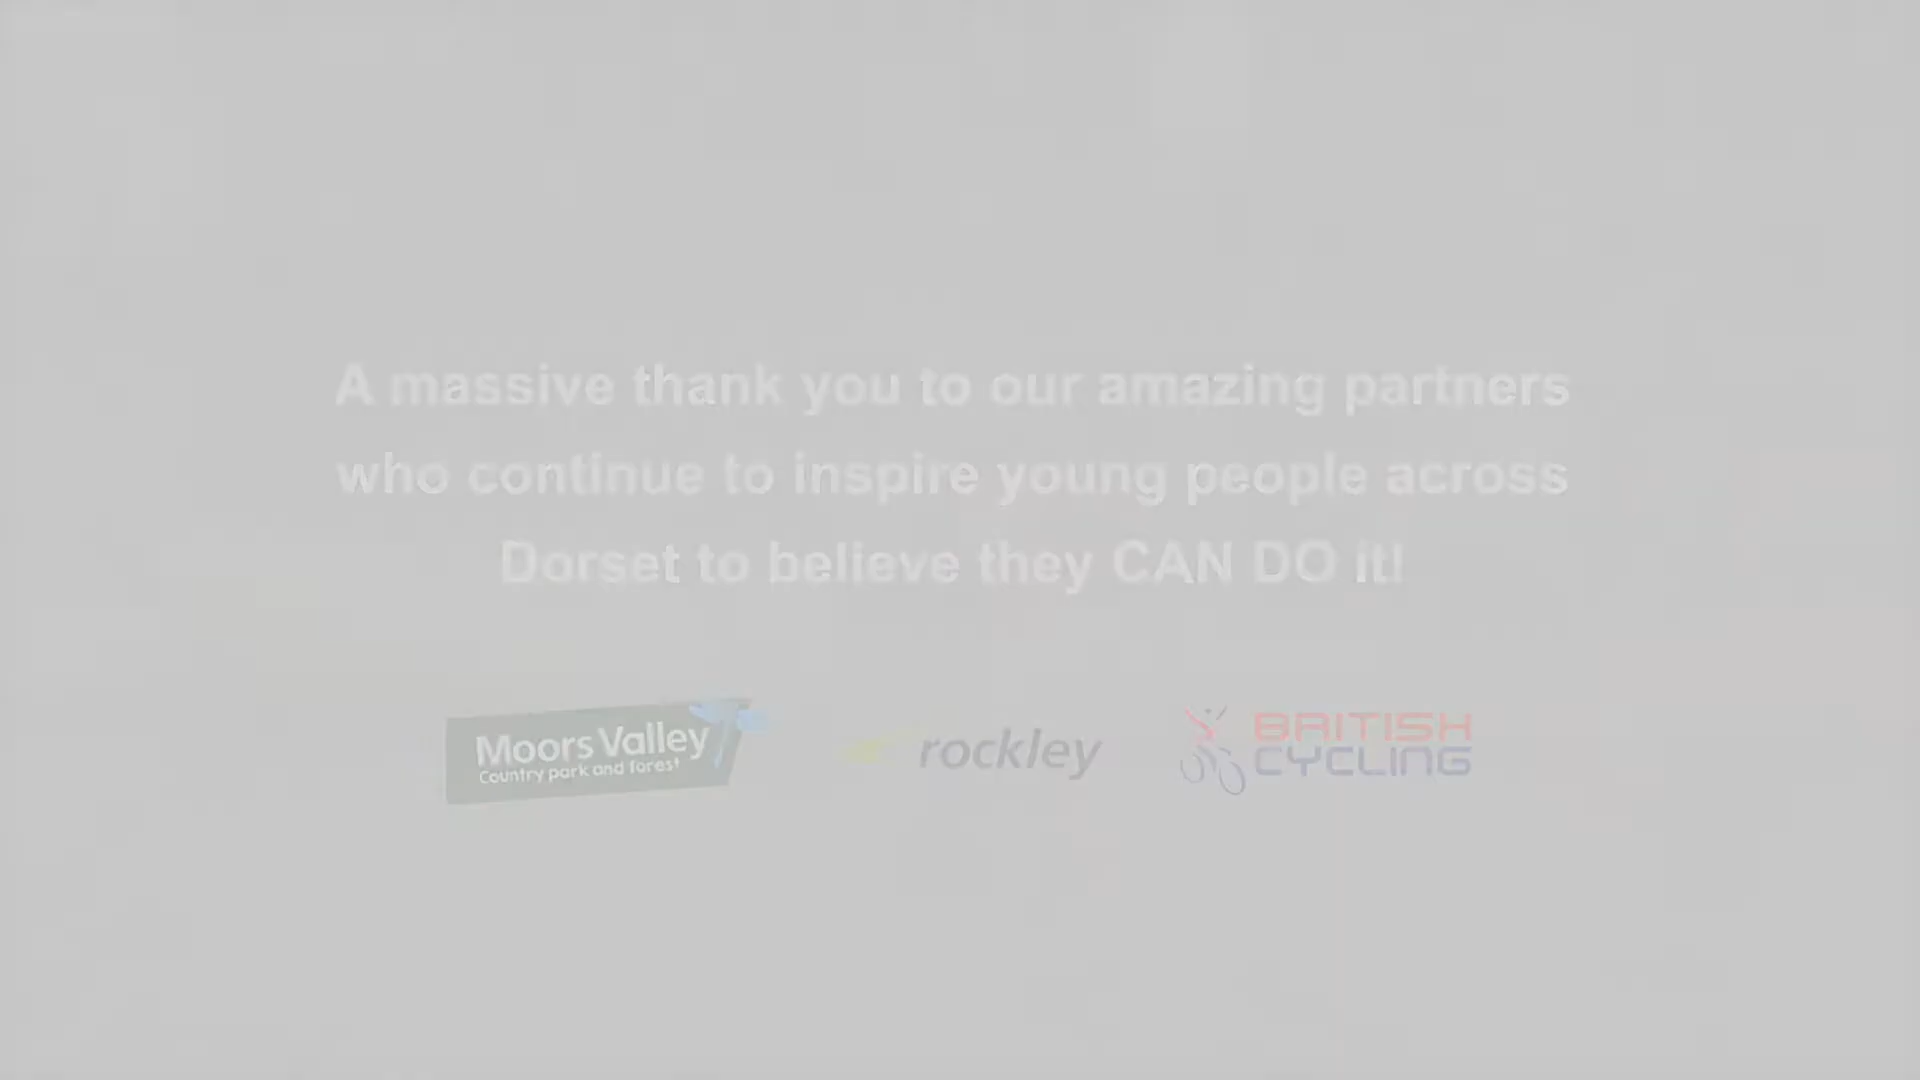 A massive thank you to our amazing partners
who continue to inspire young people across
Dorset to believe they CAN DO it!
Moors Valley
Country park and forest
rockley
BRITISH
CYCLING